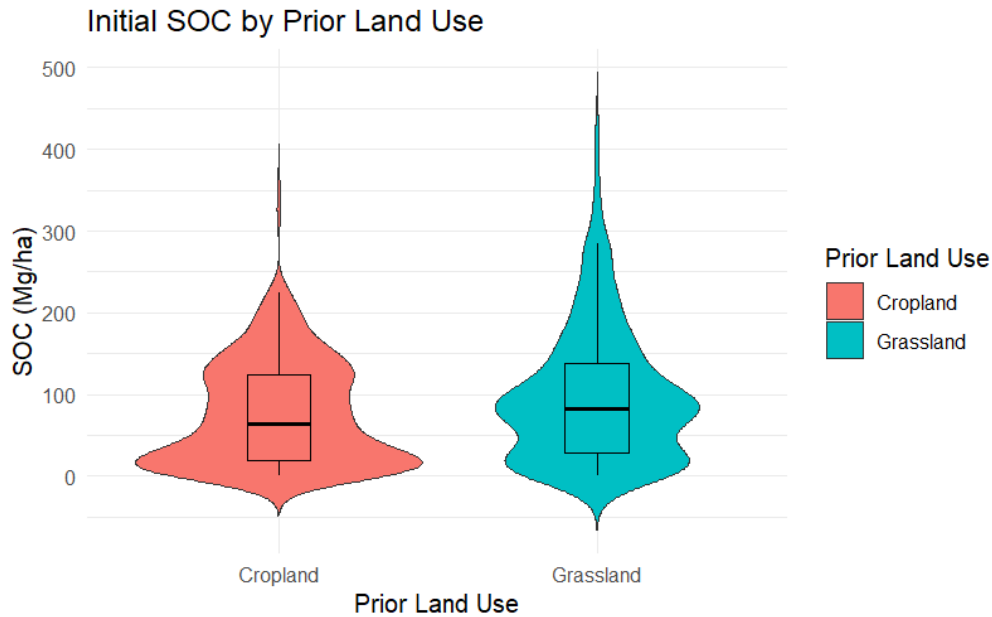 Initial SOC by Prior Land Use
500
400
300
200
100
0
SOC (Mg/ha)
Cropland
Grassland
Prior Land Use
Prior Land Use
Cropland
Grassland